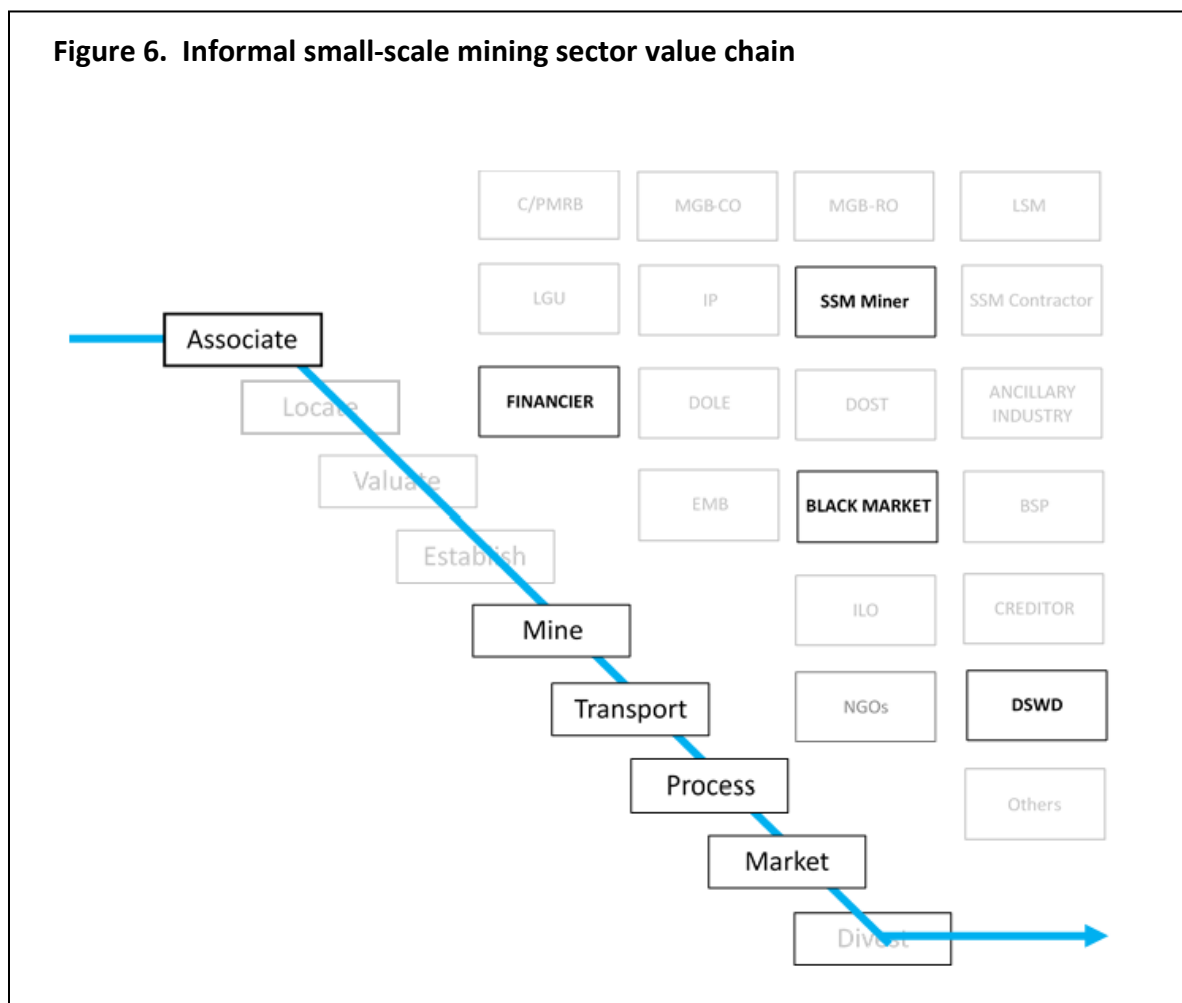 Figure 6. Informal small-scale mining sector value chain
C/PMRB
MGB-CO
MGB-RO
LSM
LGU
IP
SSM Miner
SSM Contractor
Associate
FINANCIER
DOLE
DOST
ANCILLARY
INDUSTRY
Locate
Valuate
EMB
BLACK MARKET
BSP
Establish
Mine
ILO
CREDITOR
Transport
NGOs
DSWD
Process
Others
Market
Divest